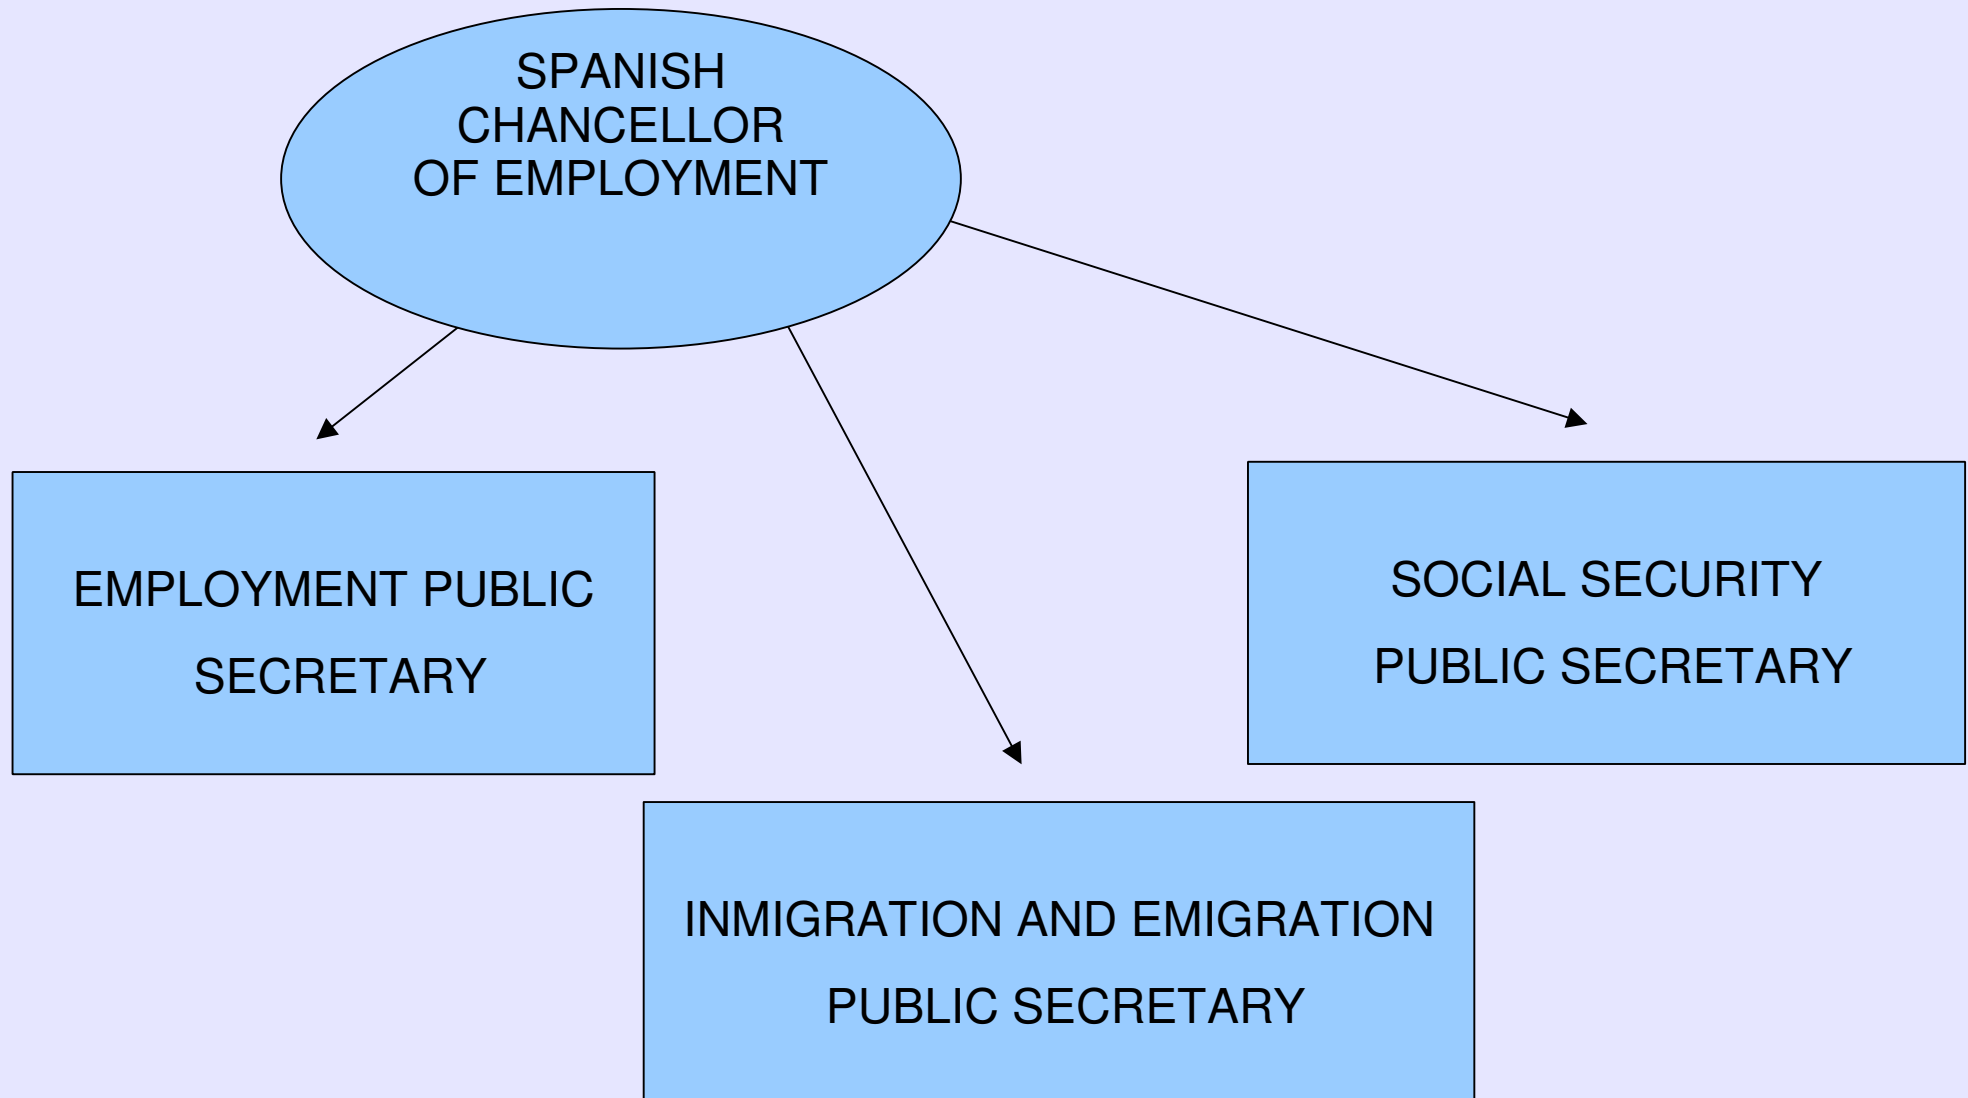 SPANISH
CHANCELLOR
OF EMPLOYMENT
EMPLOYMENT PUBLIC
SECRETARY
SOCIAL SECURITY
PUBLIC SECRETARY
INMIGRATION AND EMIGRATION
PUBLIC SECRETARY